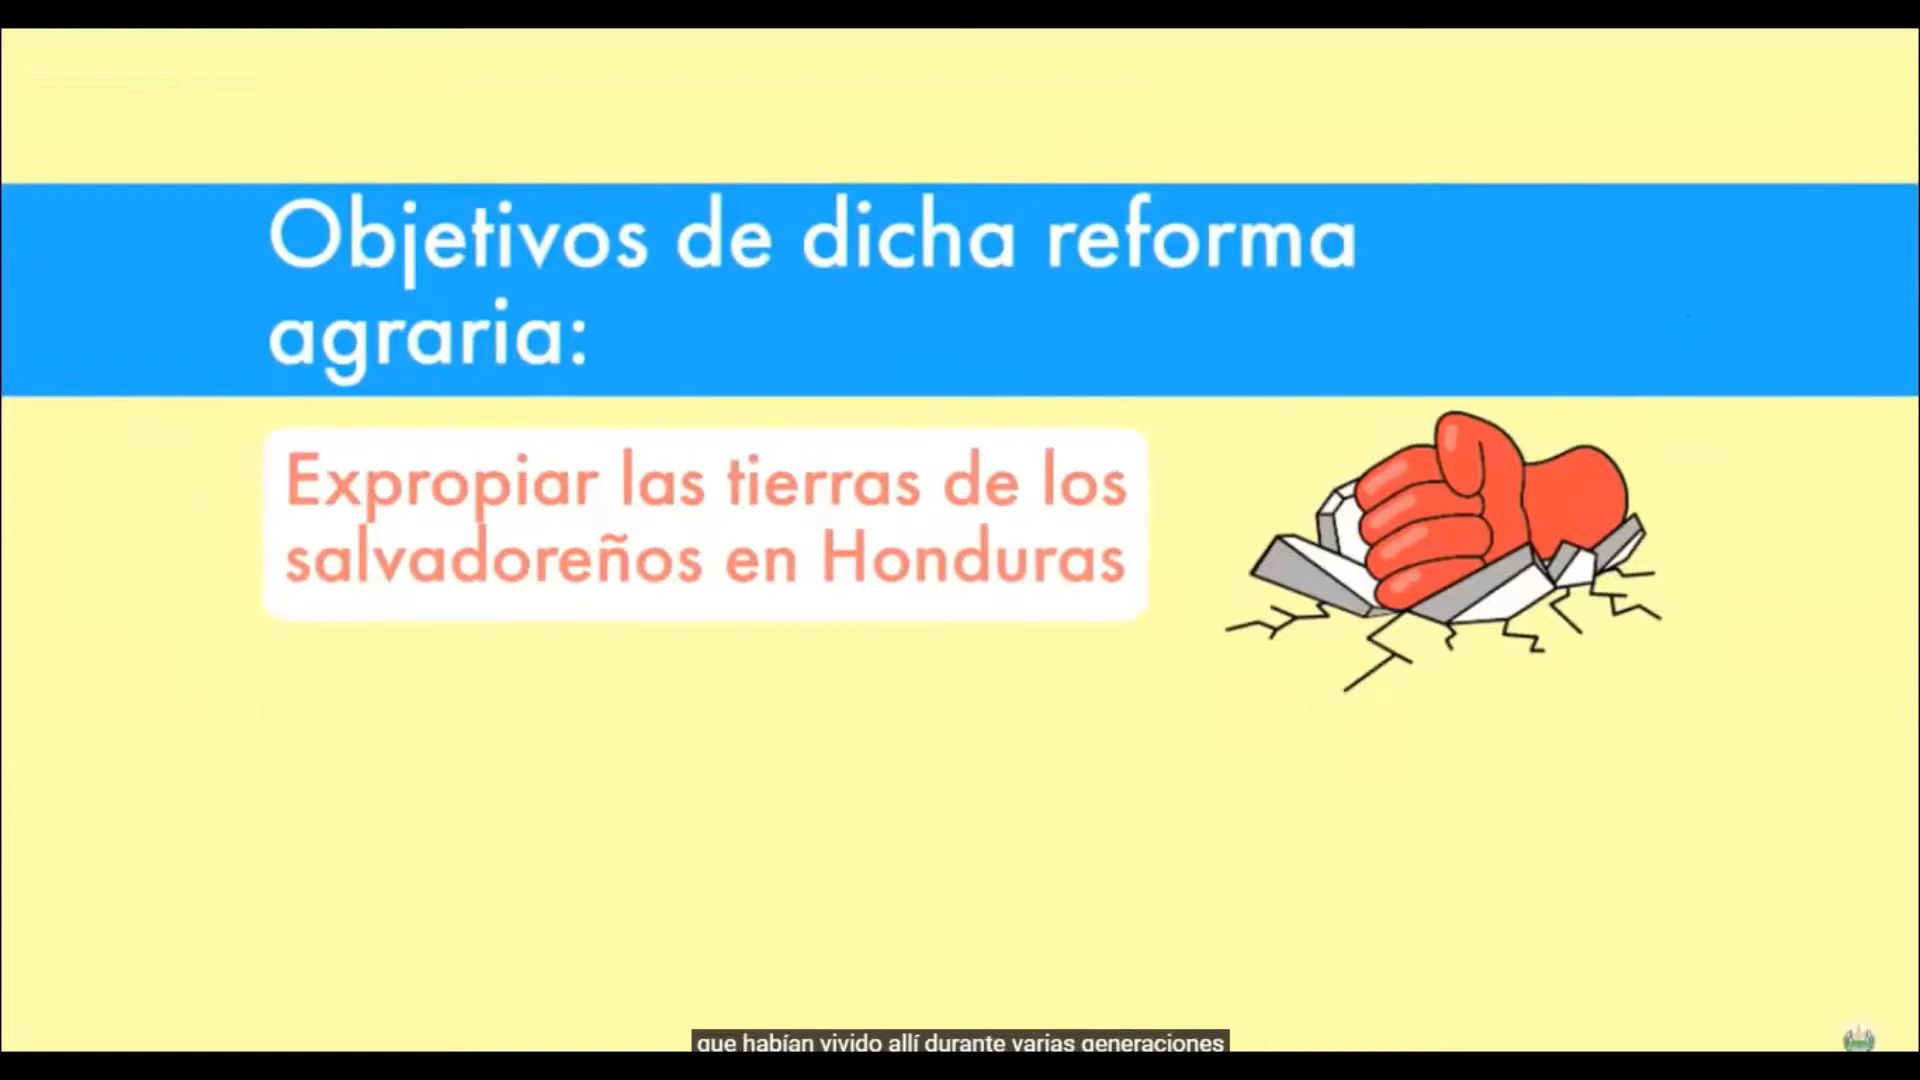 Objetivos de dicha reforma
agraria:
Expropiar las tierras de los
salvadoreños en Honduras
que habían vivido allí durante varias generaciones